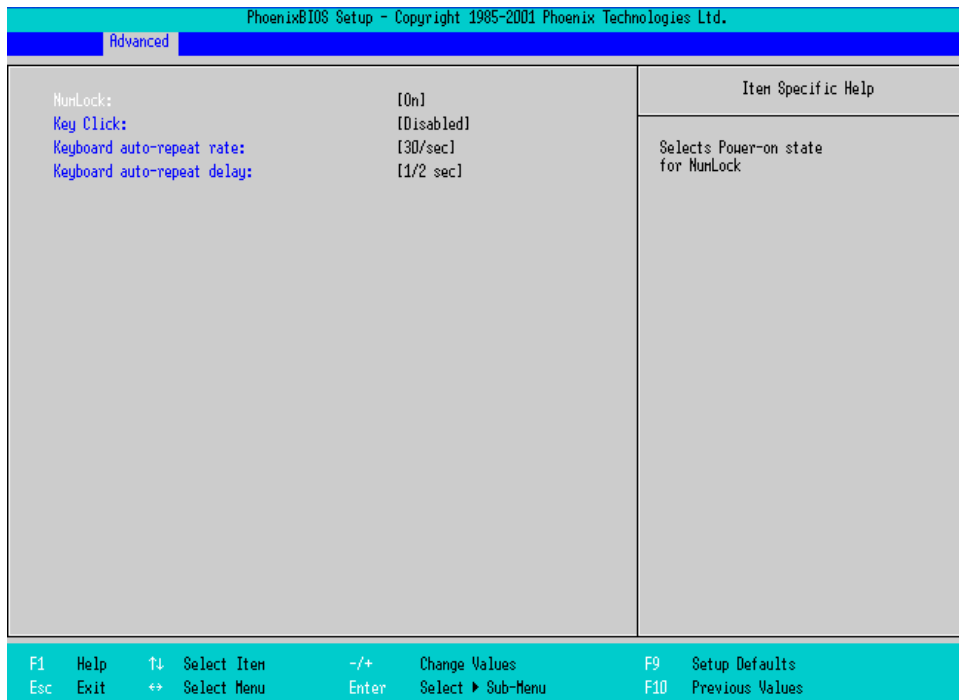 PhoenixBIOS Setup - Copyright 1985-2001 Phoenix Technologies Ltd.
Advanced
NumLock: [On]
Key Click: [Disabled]
Keyboard auto-repeat rate: [30/sec]
Keyboard auto-repeat delay: [1/2 sec]
Item Specific Help
Selects Power-on state
for NumLock
F1 Help ↑↓ Select Item -/+ Change Values F9 Setup Defaults
Esc Exit ↔ Select Menu Enter Select ▶ Sub-Menu F10 Previous Values